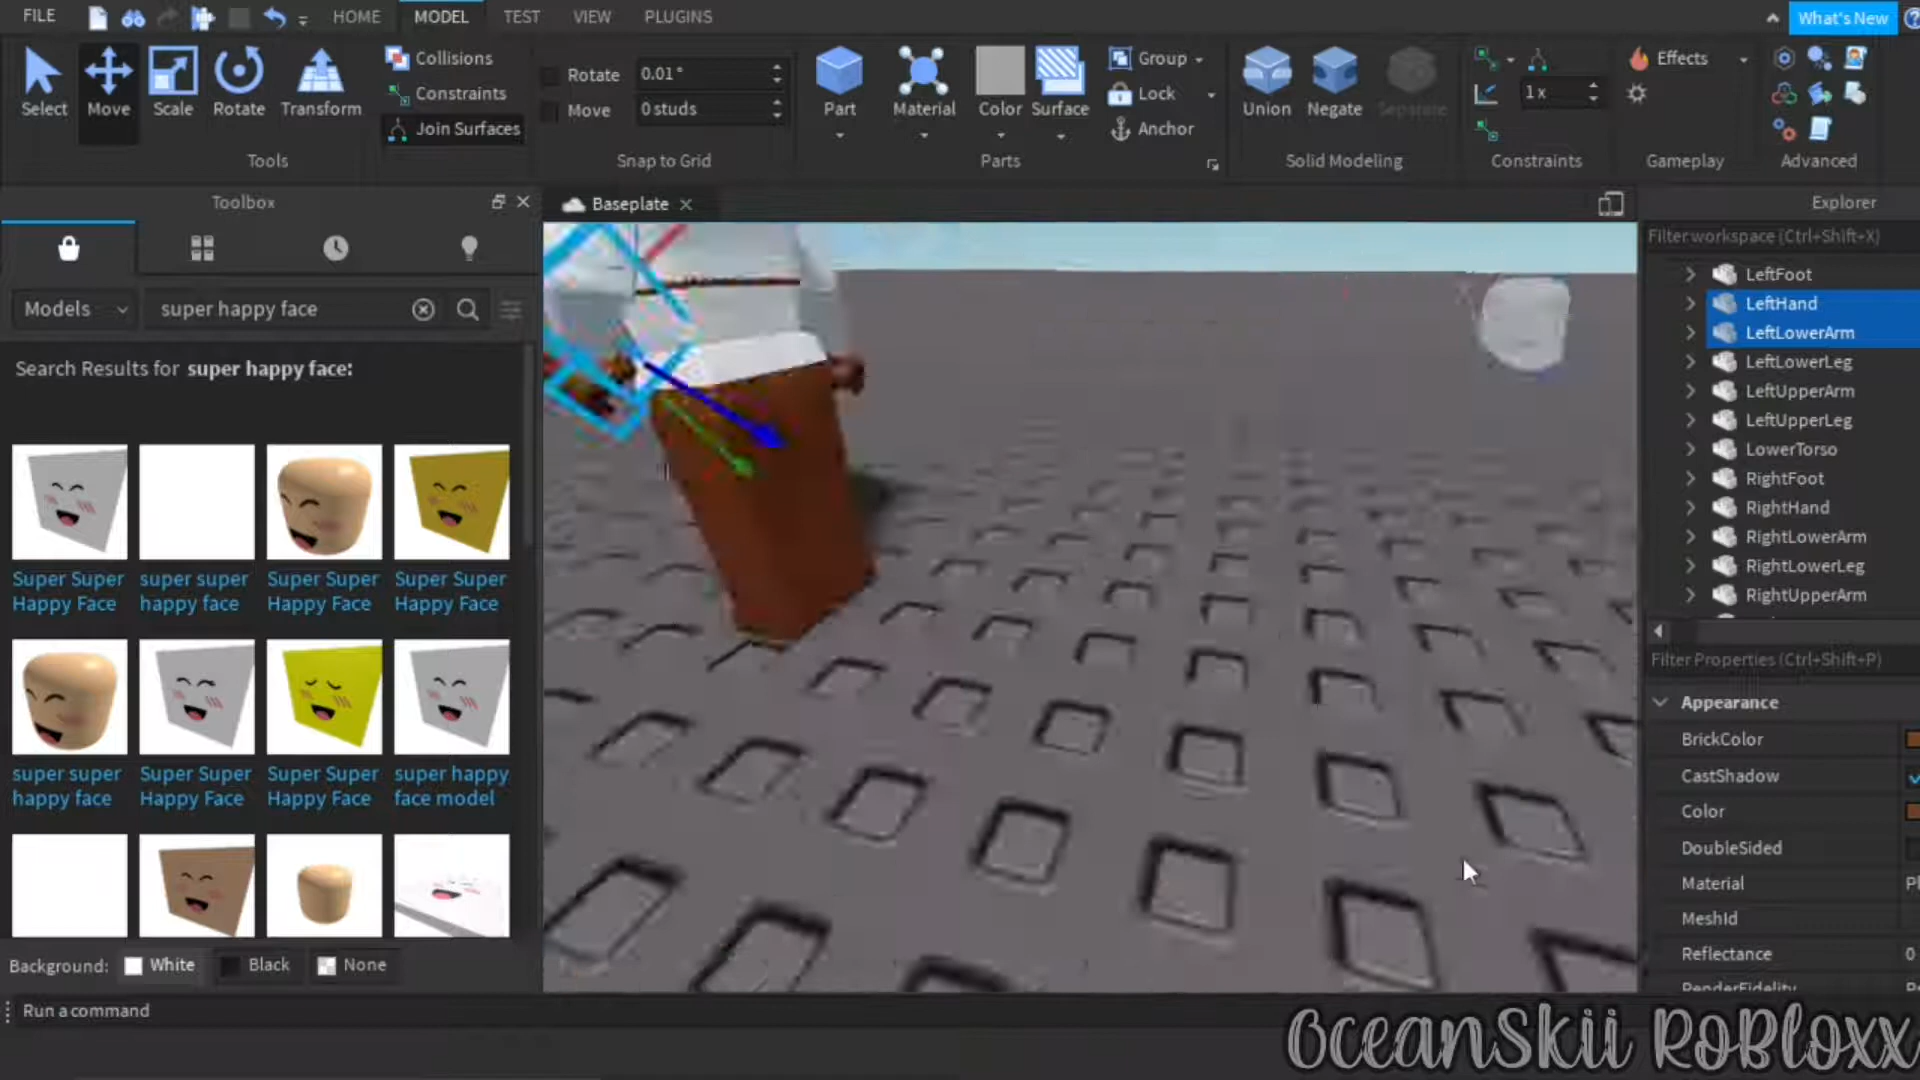 FILE
HOME
MODEL
TEST
VIEW
PLUGINS
What's New
Select
Move
Scale
Rotate
Transform
Collisions
Constraints
Join Surfaces
Tools
Rotate
0.01°
Move
0 studs
Snap to Grid
Part
Material
Color
Surface
Group
Lock
Anchor
Parts
Union
Negate
Separate
Solid Modeling
1x
Constraints
Effects
Gameplay
Advanced
Toolbox
Baseplate
Explorer
Filter workspace (Ctrl+Shift+X)
Models
super happy face
Search Results for super happy face:
Super Super
Happy Face
super super
happy face
Super Super
Happy Face
Super Super
Happy Face
super super
happy face
Super Super
Happy Face
Super Super
Happy Face
super happy
face model
Background:
White
Black
None
Run a command
LeftFoot
LeftHand
LeftLowerArm
LeftLowerLeg
LeftUpperArm
LeftUpperLeg
LowerTorso
RightFoot
RightHand
RightLowerArm
RightLowerLeg
RightUpperArm
Filter Properties (Ctrl+Shift+P)
Appearance
BrickColor
CastShadow
Color
DoubleSided
Material
MeshId
Reflectance
0
RenderFidelity
OceanSkii RoBloxx